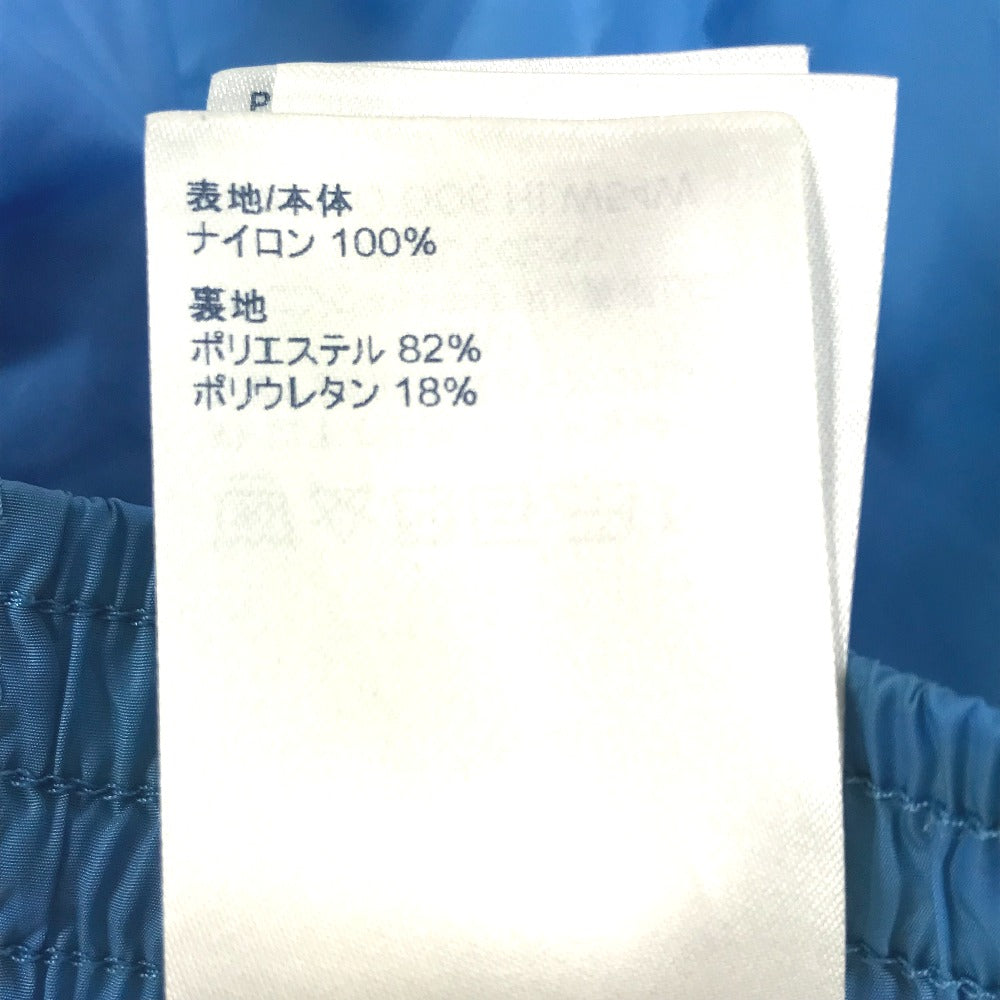 P
表地/本体
ナイロン 100%
裏地
ポリエステル 82%
ポリウレタン 18%